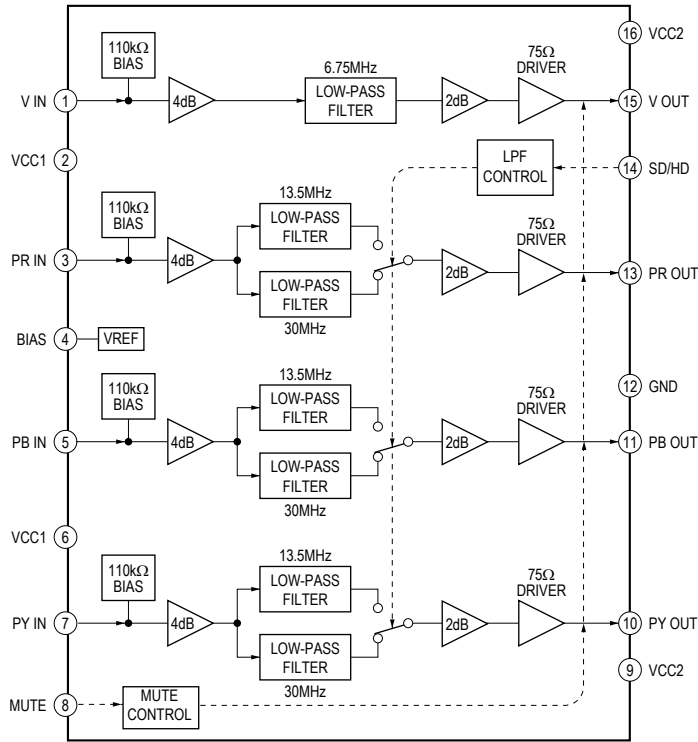 16 VCC2
110kΩ
BIAS
6.75MHz
75Ω
DRIVER
V IN 1
4dB
LOW-PASS
FILTER
2dB
15 V OUT
VCC1 2
LPF
CONTROL
14 SD/HD
110kΩ
BIAS
13.5MHz
LOW-PASS
FILTER
75Ω
DRIVER
PR IN 3
4dB
2dB
13 PR OUT
LOW-PASS
FILTER
30MHz
BIAS 4
VREF
110kΩ
BIAS
13.5MHz
LOW-PASS
FILTER
75Ω
DRIVER
12 GND
PB IN 5
4dB
2dB
11 PB OUT
LOW-PASS
FILTER
30MHz
VCC1 6
110kΩ
BIAS
13.5MHz
LOW-PASS
FILTER
75Ω
DRIVER
PY IN 7
4dB
2dB
10 PY OUT
LOW-PASS
FILTER
30MHz
9 VCC2
MUTE 8
MUTE
CONTROL